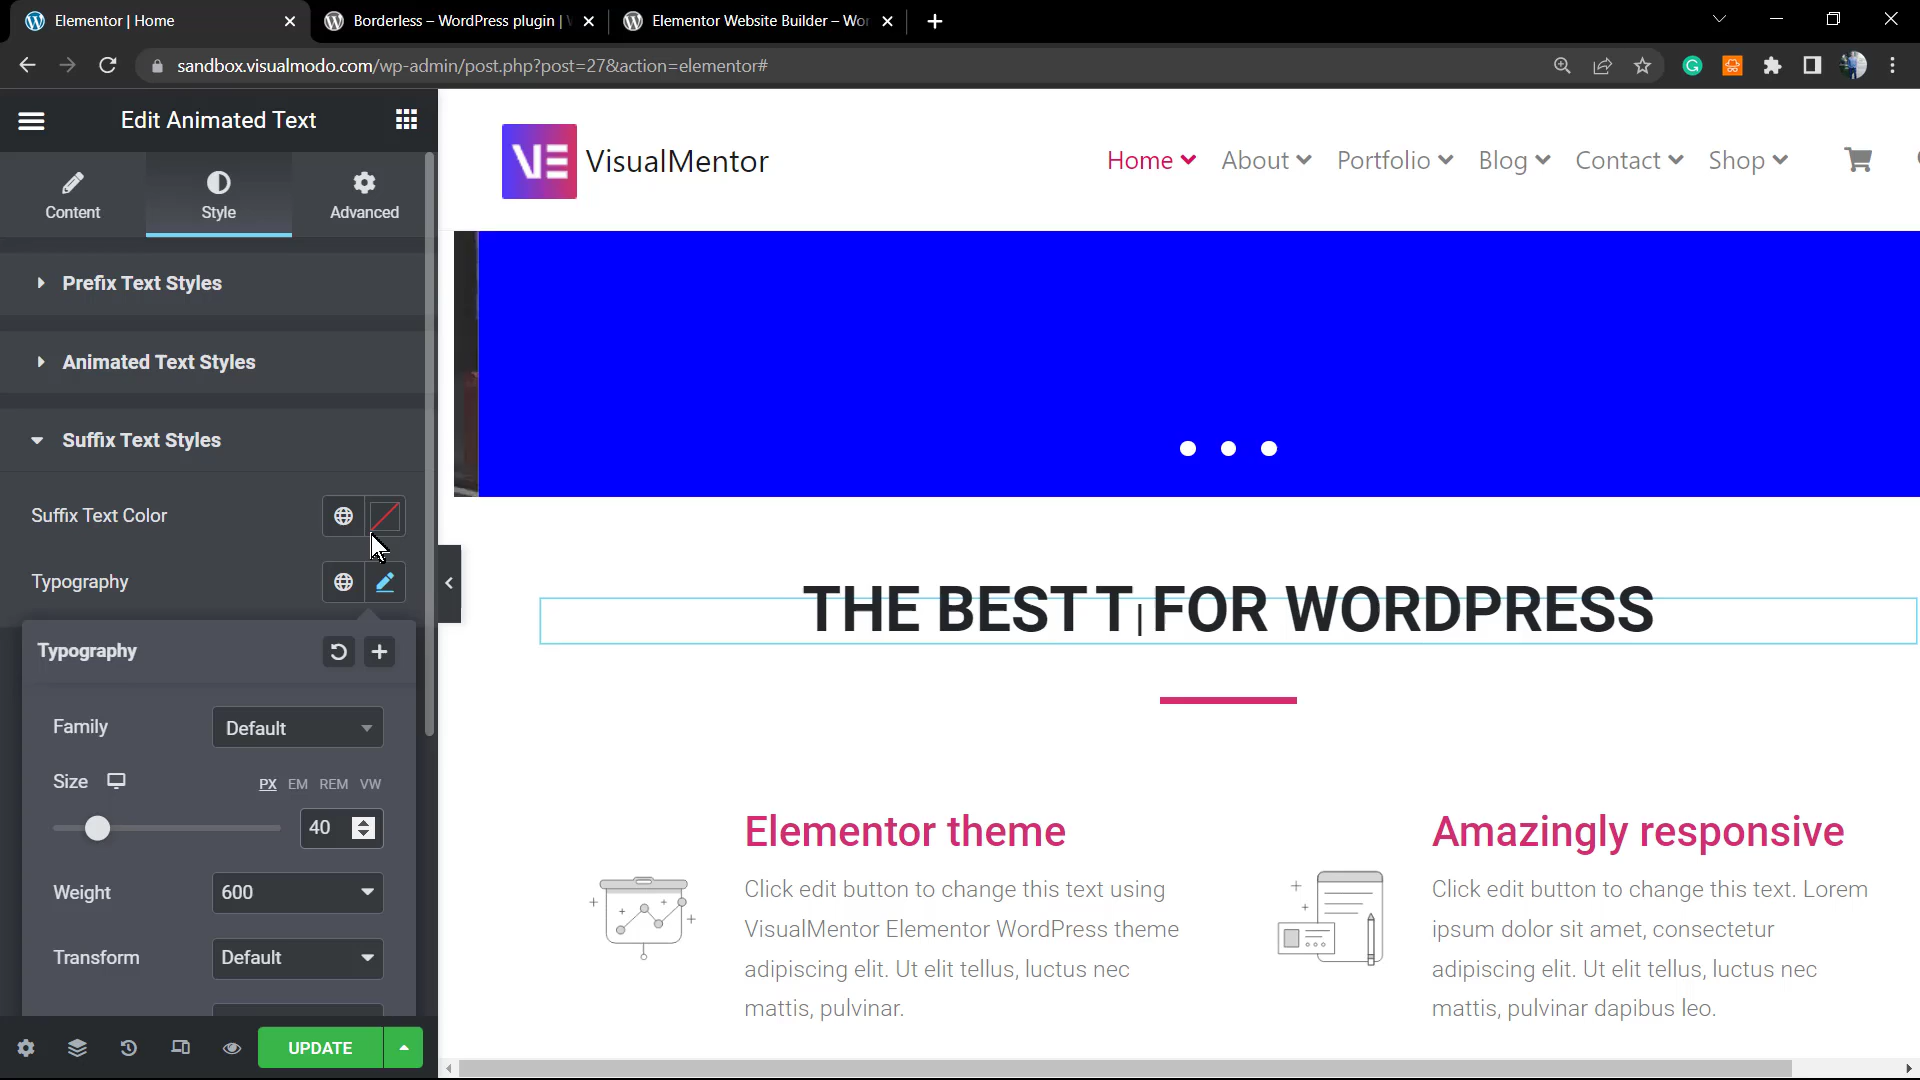 Elementor | Home
Borderless – WordPress plugin |
Elementor Website Builder – Wor
sandbox.visualmodo.com/wp-admin/post.php?post=27&action=elementor#
Edit Animated Text
Content
Style
Advanced
Prefix Text Styles
Animated Text Styles
Suffix Text Styles
Suffix Text Color
Typography
Typography
Family
Default
Size
PX EM REM VW
40
Weight
600
Transform
Default
UPDATE
VE
VisualMentor
Home
About
Portfolio
Blog
Contact
Shop
THE BEST T| FOR WORDPRESS
Elementor theme
Click edit button to change this text using
VisualMentor Elementor WordPress theme
adipiscing elit. Ut elit tellus, luctus nec
mattis, pulvinar.
Amazingly responsive
Click edit button to change this text. Lorem
ipsum dolor sit amet, consectetur
adipiscing elit. Ut elit tellus, luctus nec
mattis, pulvinar dapibus leo.